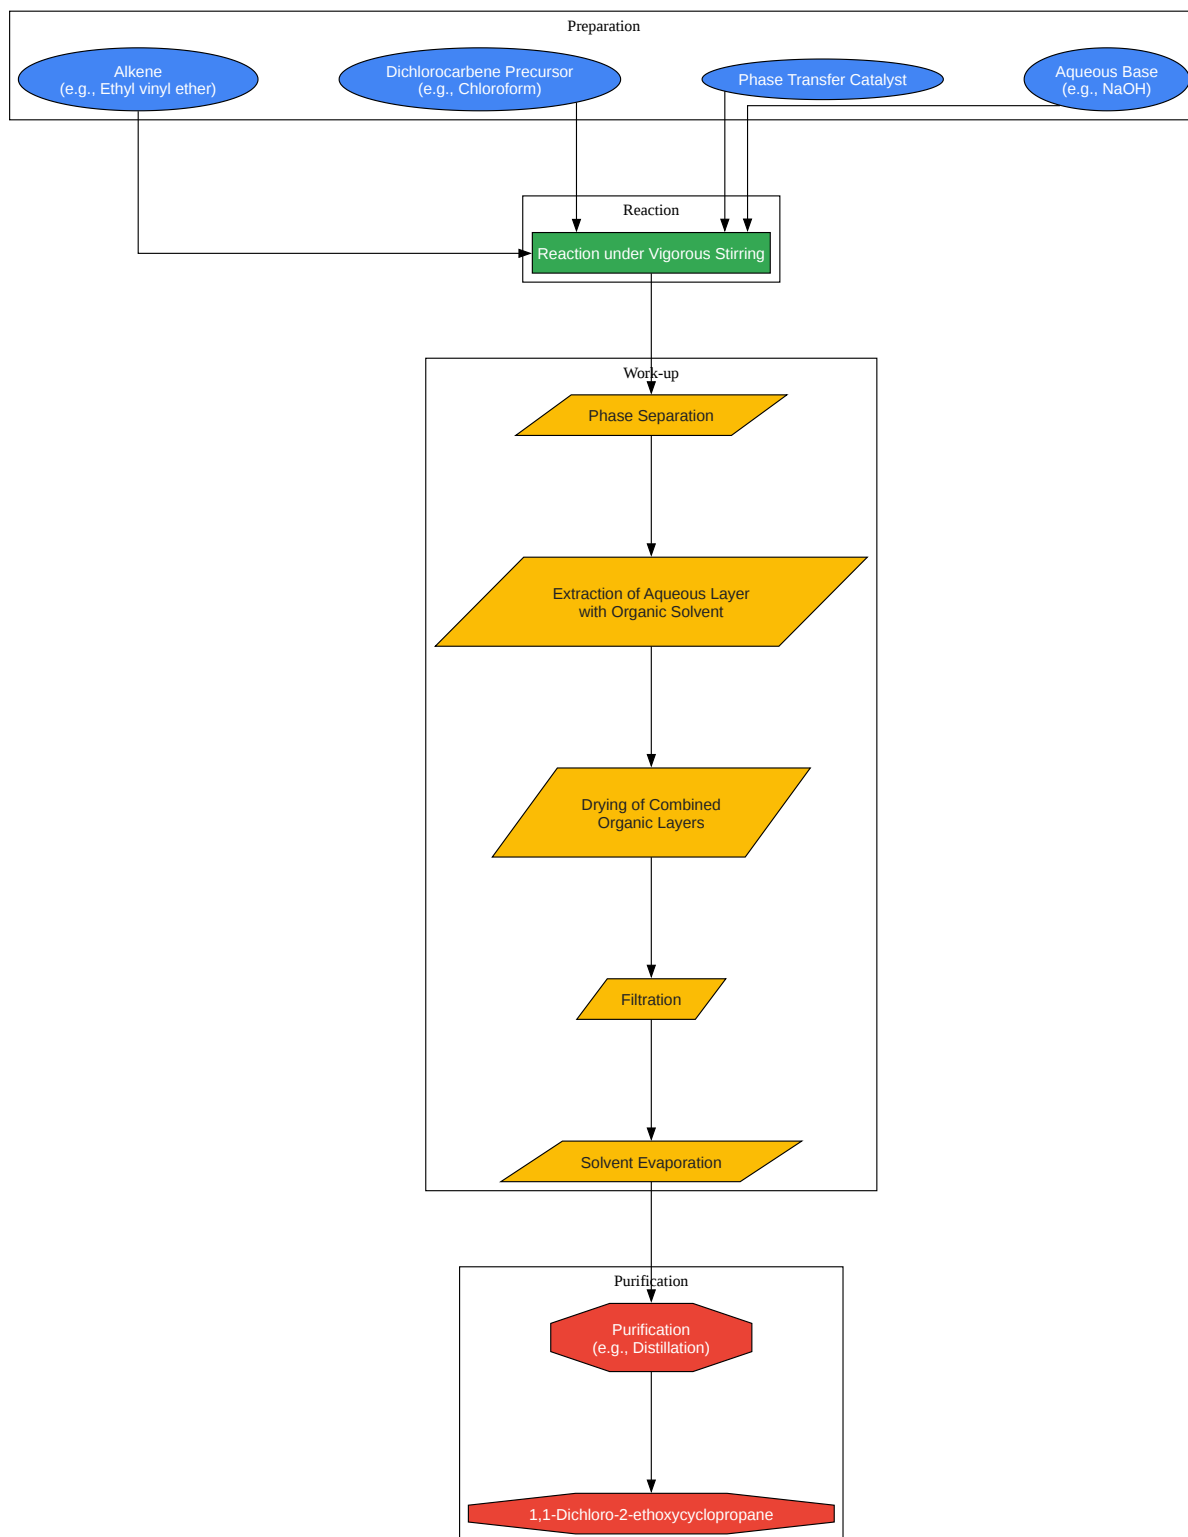 Preparation
Alkene
(e.g., Ethyl vinyl ether)
Dichlorocarbene Precursor
(e.g., Chloroform)
Phase Transfer Catalyst
Aqueous Base
(e.g., NaOH)
Reaction
Reaction under Vigorous Stirring
Work-up
Phase Separation
Extraction of Aqueous Layer
with Organic Solvent
Drying of Combined
Organic Layers
Filtration
Solvent Evaporation
Purification
Purification
(e.g., Distillation)
1,1-Dichloro-2-ethoxycyclopropane